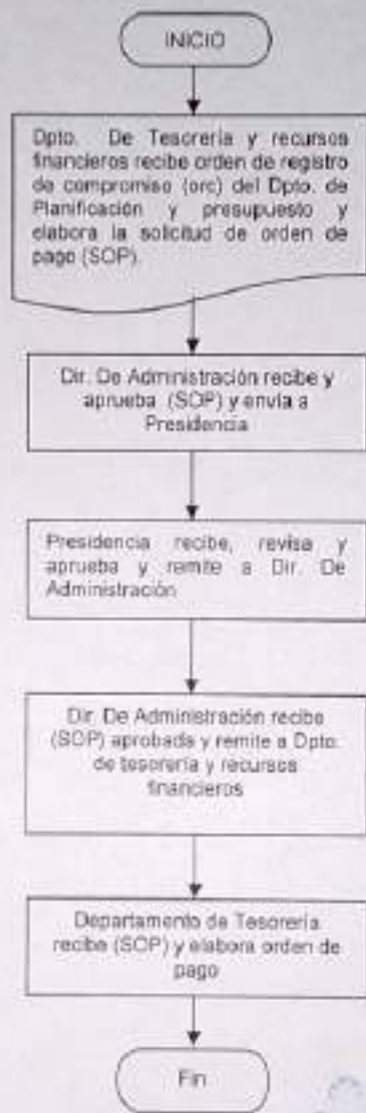 INICIO
Dpto. De Tesorería y recursos
financieros recibe orden de registro
de compromiso (orc) del Dpto. de
Planificación y presupuesto y
elabora la solicitud de orden de
pago (SOP).
Dir. De Administración recibe y
aprueba (SOP) y envía a
Presidencia
Presidencia recibe, revisa y
aprueba y remite a Dir. De
Administración
Dir. De Administración recibe
(SOP) aprobada y remite a Dpto.
de tesorería y recursos
financieros
Departamento de Tesorería
recibe (SOP) y elabora orden de
pago
Fin